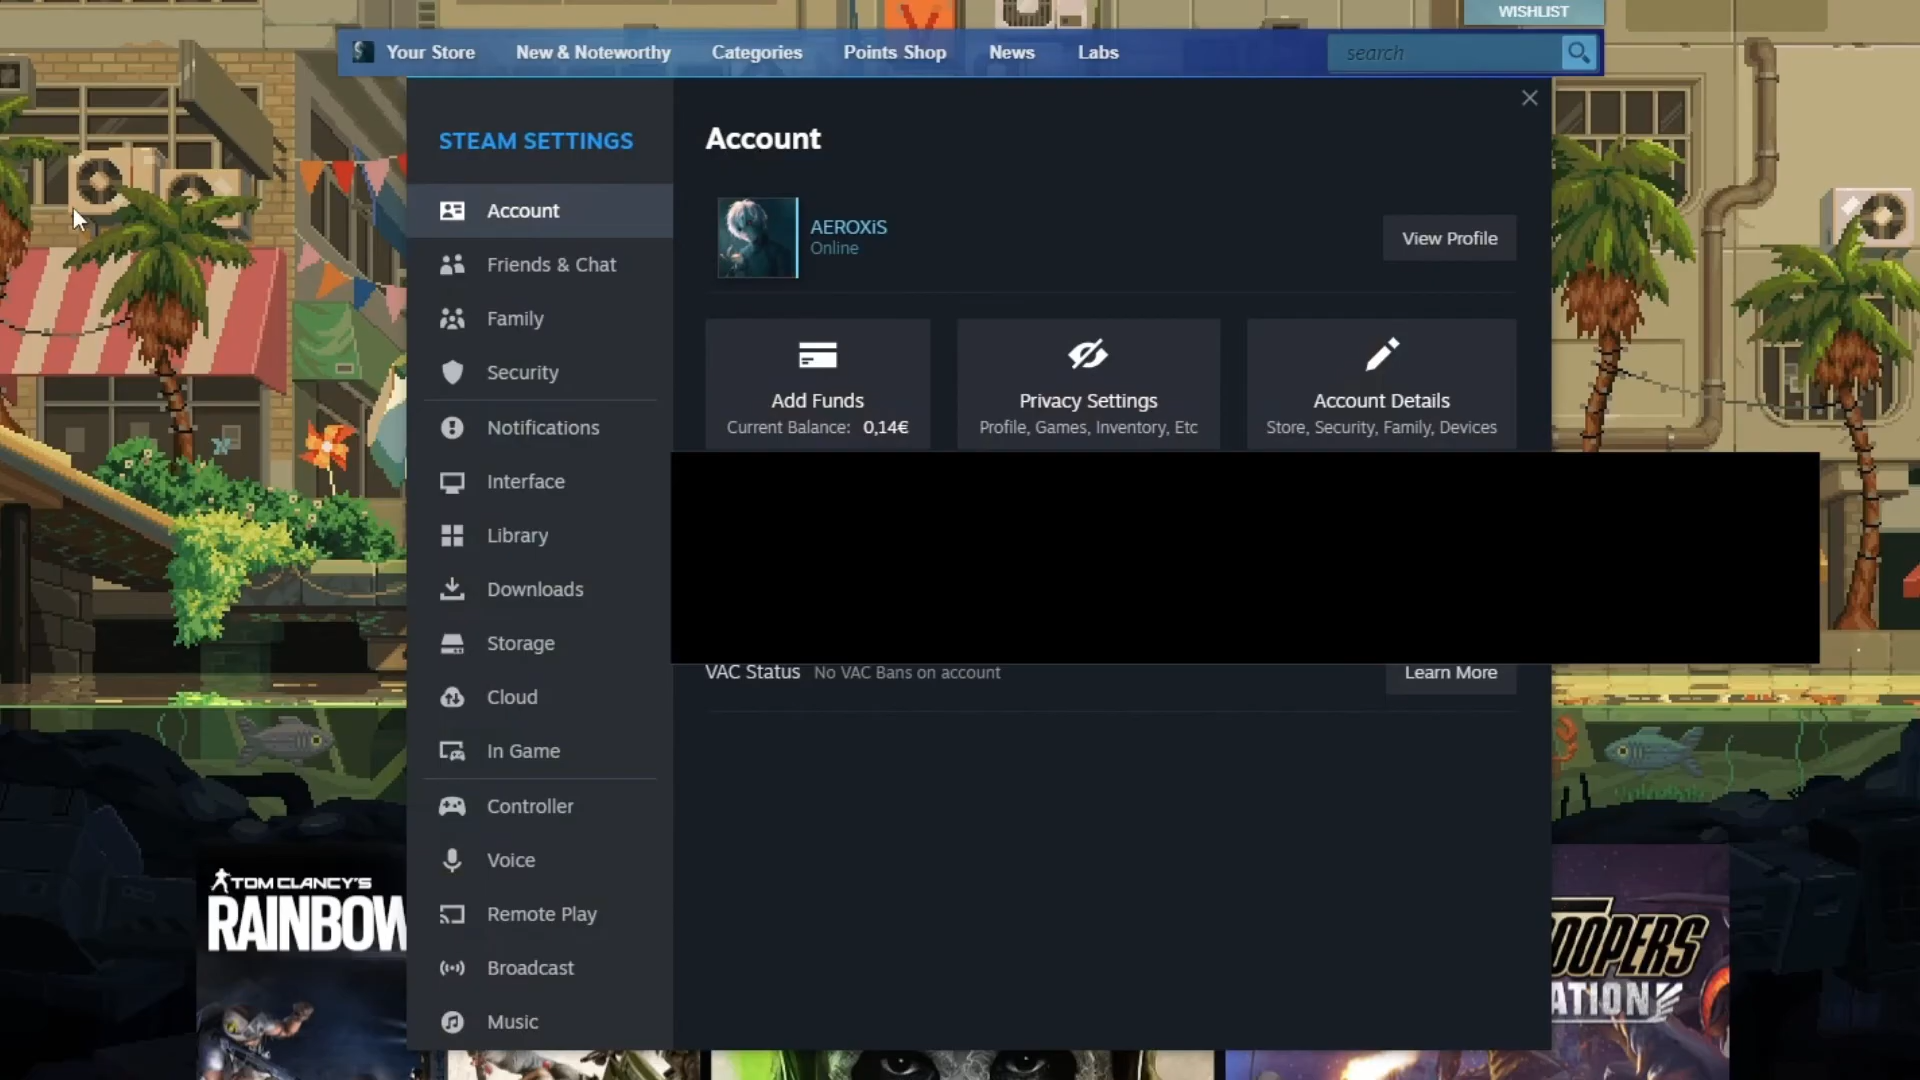 WISHLIST
Your Store
New & Noteworthy
Categories
Points Shop
News
Labs
search
STEAM SETTINGS
Account
Friends & Chat
Family
Security
Notifications
Interface
Library
Downloads
Storage
Cloud
In Game
Controller
Voice
Remote Play
Broadcast
Music
Account
AEROXiS
Online
View Profile
Add Funds
Current Balance: 0,14€
Privacy Settings
Profile, Games, Inventory, Etc
Account Details
Store, Security, Family, Devices
VAC Status No VAC Bans on account
Learn More
TOM CLANCY'S
RAINBOW
OOPERS
ATION